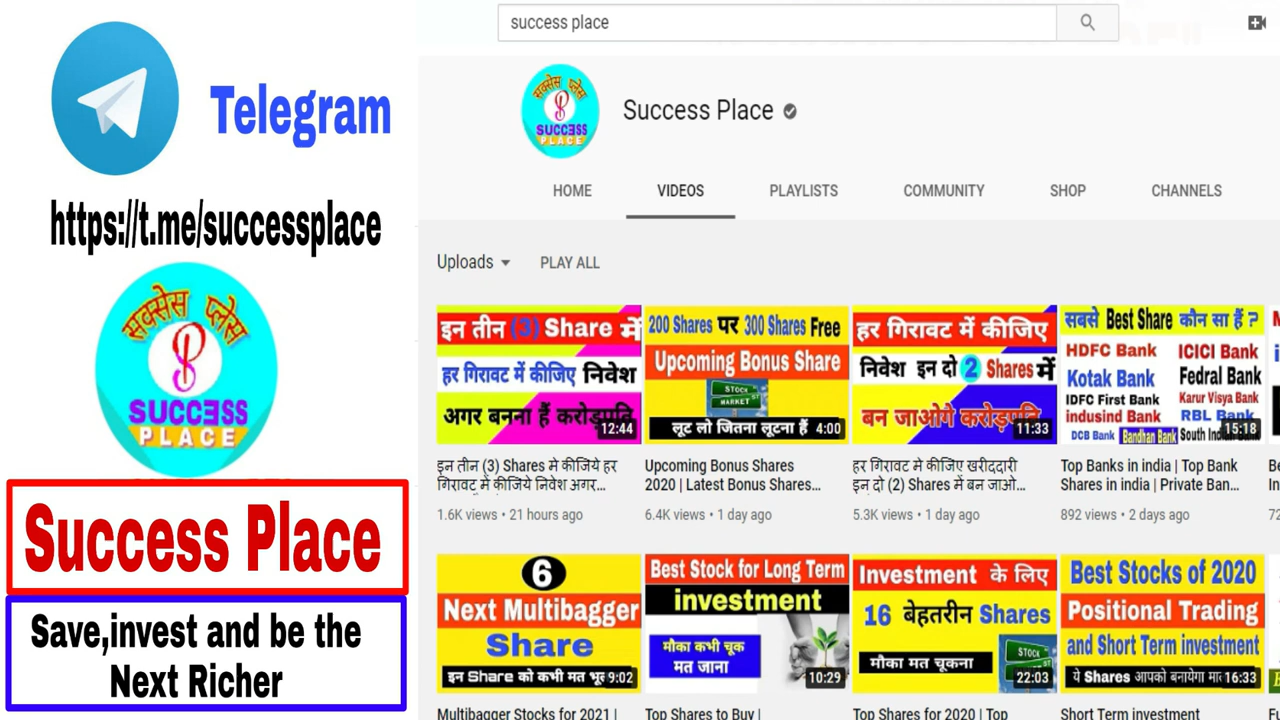 Telegram
https://t.me/successplace
सक्सेस प्लेस
SUCCESS
PLACE
Success Place
Save,invest and be the
Next Richer
success place
सक्सेस प्लेस
SUCCESS
PLACE
Success Place
HOME
VIDEOS
PLAYLISTS
COMMUNITY
SHOP
CHANNELS
Uploads
PLAY ALL
इन तीन (3) Share में
हर गिरावट में कीजिए निवेश
अगर बनना हैं करोड़पति
12:44
इन तीन (3) Shares मे कीजिये हर
गिरावट में कीजिये निवेश अगर...
1.6K views • 21 hours ago
200 Shares पर 300 Shares Free
Upcoming Bonus Share
STOCK
MARKET
लूट लो जितना लूटना हैं
4:00
Upcoming Bonus Shares
2020 | Latest Bonus Shares...
6.4K views • 1 day ago
हर गिरावट में कीजिए
निवेश इन दो 2 Shares में
बन जाओगे करोड़पति
11:33
हर गिरावट में कीजिए खरीददारी
इन दो (2) Shares में बन जाओ...
5.3K views • 1 day ago
सबसे Best Share कौन सा हैं ?
HDFC Bank
ICICI Bank
Kotak Bank
Fedral Bank
IDFC First Bank
Karur Visya Bank
indusind Bank
RBL Bank
DCB Bank
Bandhan Bank
South Indian
15:18
Top Banks in india | Top Bank
Shares in india | Private Ban...
892 views • 2 days ago
6
Next Multibagger
Share
इन Share को कभी मत भूल
9:02
Multibagger Stocks for 2021 |
Best Stock for Long Term
investment
मौका कभी चूक
मत जाना
10:29
Top Shares to Buy |
Investment के लिए
16 बेहतरीन Shares
मौका मत चूकना
STOCK
22:03
Top Shares for 2020 | Top
Best Stocks of 2020
Positional Trading
and Short Term investment
ये Shares आपको बनायेगा
16:33
Short Term investment